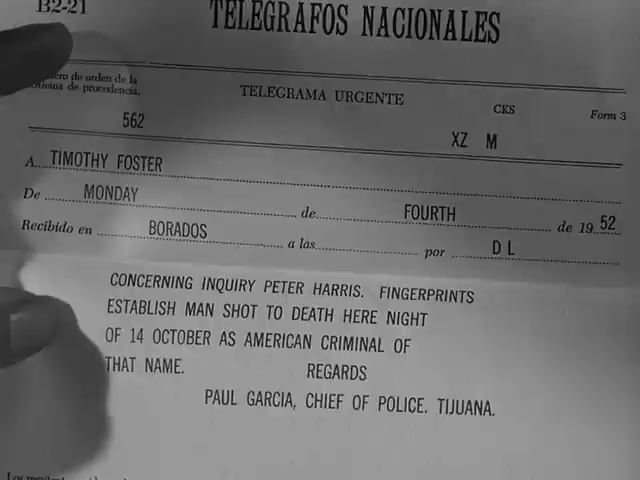 B2-21
TELEGRAFOS NACIONALES
de orden de la
oficina de procedencia.
TELEGRAMA URGENTE
CKS
Form 3
562
XZ M
A... TIMOTHY FOSTER
De MONDAY de FOURTH de 19 52
Recibido en BORADOS a las por D L
CONCERNING INQUIRY PETER HARRIS. FINGERPRINTS
ESTABLISH MAN SHOT TO DEATH HERE NIGHT
OF 14 OCTOBER AS AMERICAN CRIMINAL OF
THAT NAME. REGARDS
PAUL GARCIA, CHIEF OF POLICE. TIJUANA.